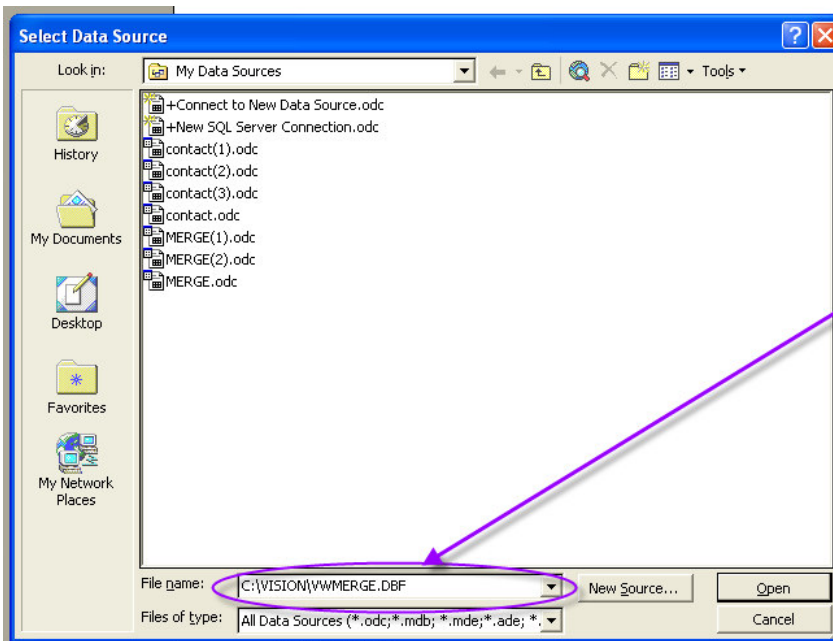 Select Data Source
Look in:
My Data Sources
Tools
+Connect to New Data Source.odc
+New SQL Server Connection.odc
contact(1).odc
contact(2).odc
contact(3).odc
contact.odc
MERGE(1).odc
MERGE(2).odc
MERGE.odc
History
My Documents
Desktop
Favorites
My Network
Places
File name:
C:\VISION\VWMERGE.DBF
New Source...
Open
Files of type:
All Data Sources (*.odc;*.mdb; *.mde;*.ade; *.
Cancel